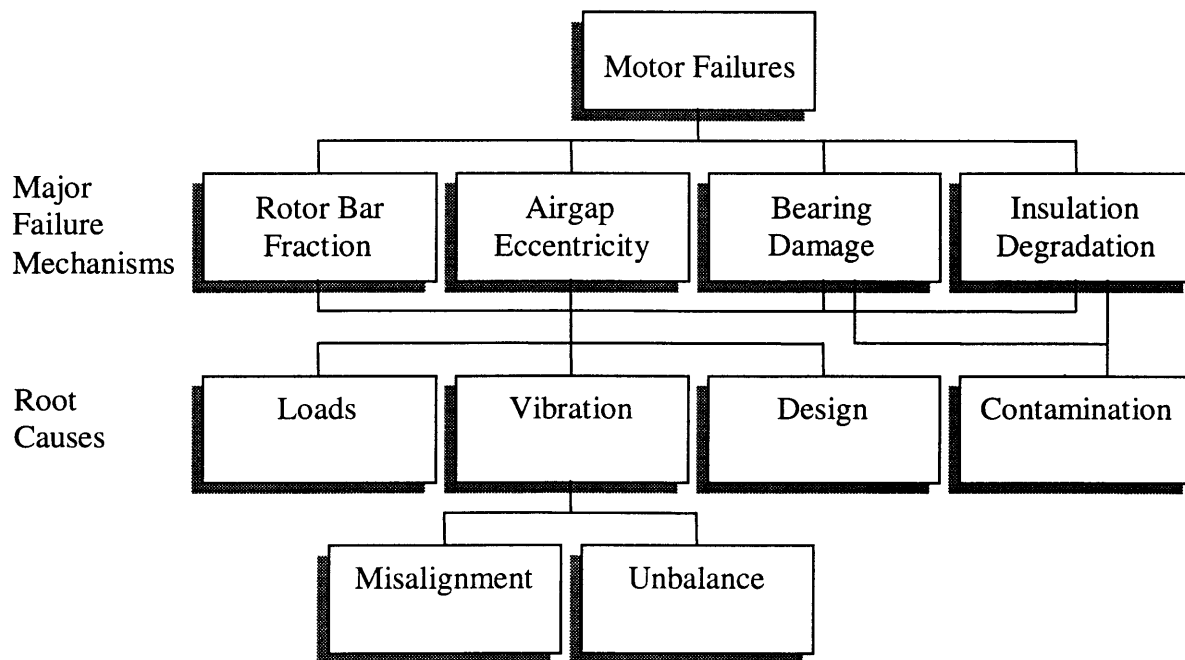 Motor Failures
Major
Failure
Mechanisms
Rotor Bar
Fraction
Airgap
Eccentricity
Bearing
Damage
Insulation
Degradation
Root
Causes
Loads
Vibration
Design
Contamination
Misalignment
Unbalance